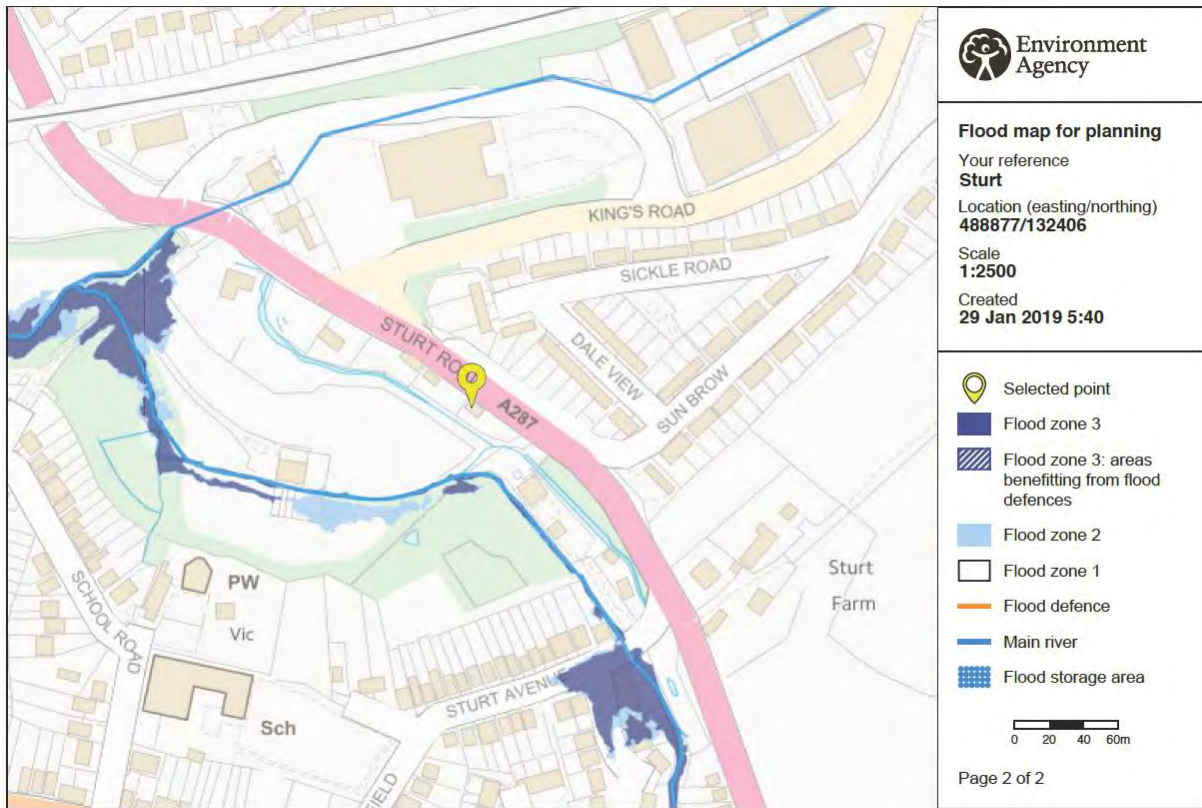 KING'S ROAD
SICKLE ROAD
STURT ROAD
DALE VIEW
A287
SUN BROW
Sturt
Farm
SCHOOL ROAD
PW
Vic
STURT AVENUE
Sch
Environment
Agency
Flood map for planning
Your reference
Sturt
Location (easting/northing)
488877/132406
Scale
1:2500
Created
29 Jan 2019 5:40
Selected point
Flood zone 3
Flood zone 3: areas
benefitting from flood
defences
Flood zone 2
Flood zone 1
Flood defence
Main river
Flood storage area
0 20 40 60m
Page 2 of 2